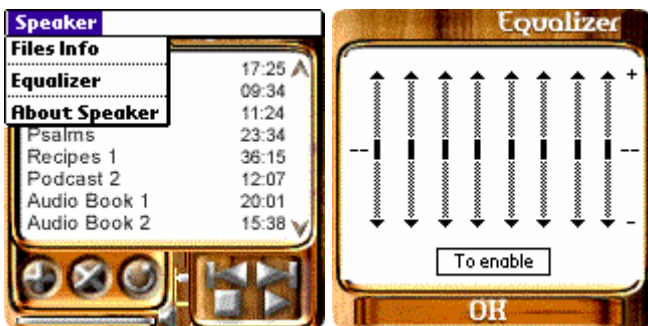 Speaker
Files Info
Equalizer
About Speaker
17:25
09:34
11:24
Psalms 23:34
Recipes 1 36:15
Podcast 2 12:07
Audio Book 1 20:01
Audio Book 2 15:38
Equalizer
+
-- --
-
To enable
OK